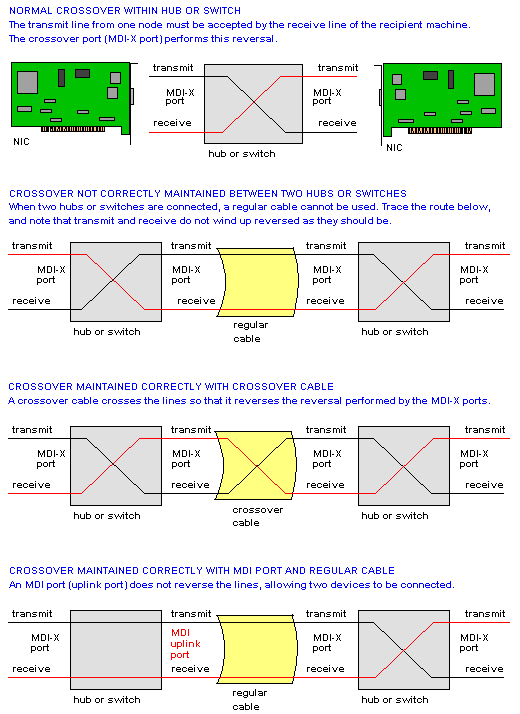 NORMAL CROSSOVER WITHIN HUB OR SWITCH
The transmit line from one node must be accepted by the receive line of the recipient machine.
The crossover port (MDI-X port) performs this reversal.
transmit transmit
MDI-X MDI-X
port port
receive receive
NIC NIC
hub or switch
CROSSOVER NOT CORRECTLY MAINTAINED BETWEEN TWO HUBS OR SWITCHES
When two hubs or switches are connected, a regular cable cannot be used. Trace the route below,
and note that transmit and receive do not wind up reversed as they should be.
transmit transmit transmit transmit
MDI-X MDI-X MDI-X MDI-X
port port port port
receive receive receive receive
hub or switch regular hub or switch
cable
CROSSOVER MAINTAINED CORRECTLY WITH CROSSOVER CABLE
A crossover cable crosses the lines so that it reverses the reversal performed by the MDI-X ports.
transmit transmit transmit transmit
MDI-X MDI-X MDI-X MDI-X
port port port port
receive receive receive receive
hub or switch crossover hub or switch
cable
CROSSOVER MAINTAINED CORRECTLY WITH MDI PORT AND REGULAR CABLE
An MDI port (uplink port) does not reverse the lines, allowing two devices to be connected.
transmit transmit transmit transmit
MDI-X MDI MDI-X MDI-X
port uplink port port
port
receive receive receive receive
hub or switch regular hub or switch
cable